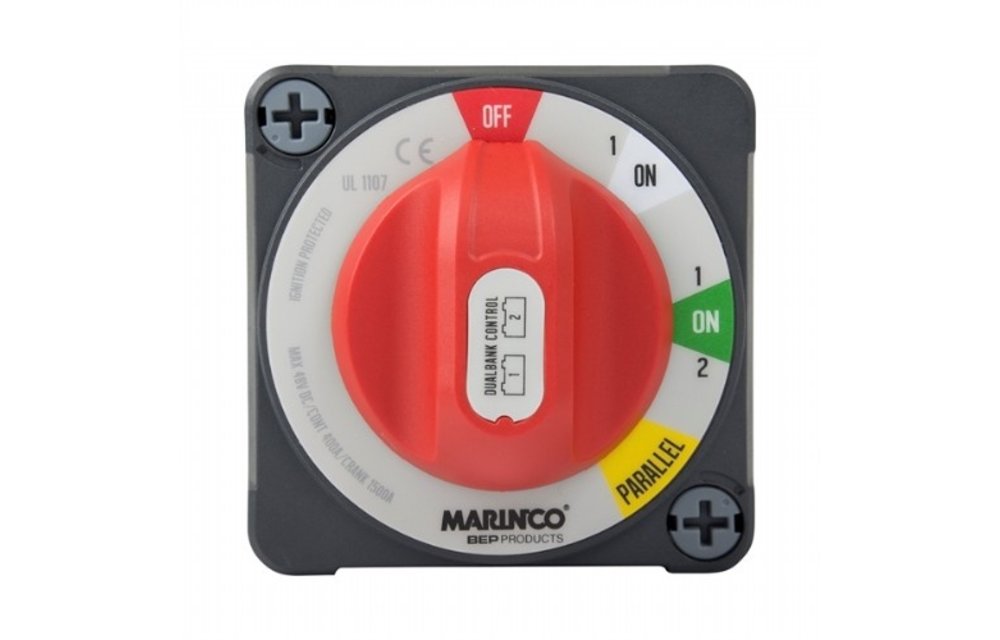 OFF
1
ON
1
ON
2
PARALLEL
CE
UL 1107
IGNITION PROTECTED
MAX 48V DC/CONT 400A/CRANK 1500A
DUALBANK CONTROL
1 2
MARINCO®
BEP PRODUCTS